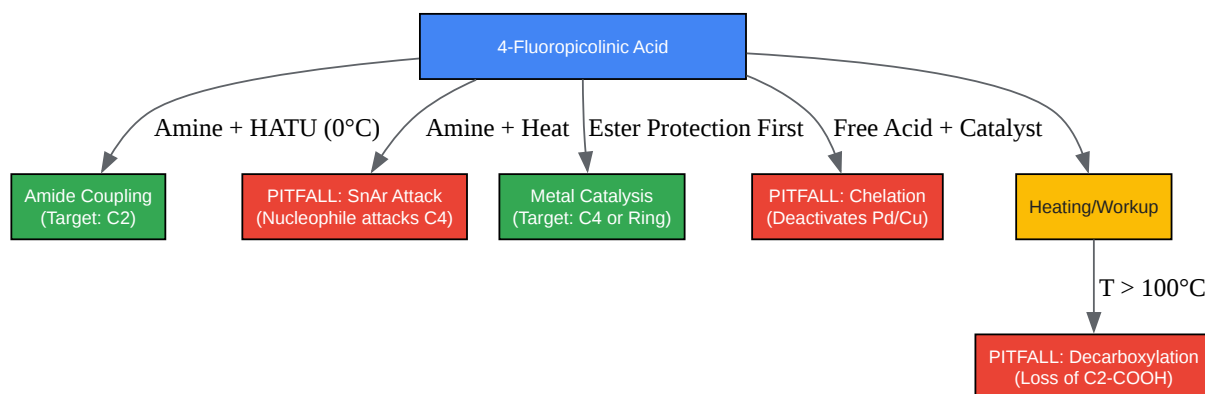 4-Fluoropicolinic Acid
Amine + HATU (0°C)
Amine + Heat
Ester Protection First
Free Acid + Catalyst
Amide Coupling
(Target: C2)
PITFALL: SnAr Attack
(Nucleophile attacks C4)
Metal Catalysis
(Target: C4 or Ring)
PITFALL: Chelation
(Deactivates Pd/Cu)
Heating/Workup
T > 100°C
PITFALL: Decarboxylation
(Loss of C2-COOH)